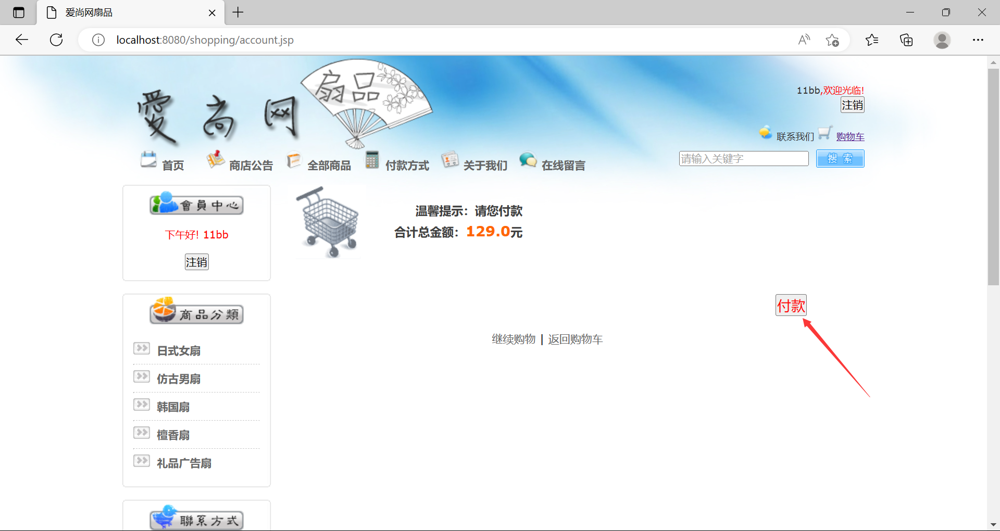 爱尚网扇品
localhost:8080/shopping/account.jsp
愛尚网
扇品
11bb,欢迎光临!
注销
联系我们 购物车
首页 商店公告 全部商品 付款方式 关于我们 在线留言
请输入关键字 搜索
會員中心
下午好! 11bb
注销
温馨提示：请您付款
合计总金额：129.0元
付款
继续购物 | 返回购物车
商品分類
日式女扇
仿古男扇
韩国扇
檀香扇
礼品广告扇
聯系方式